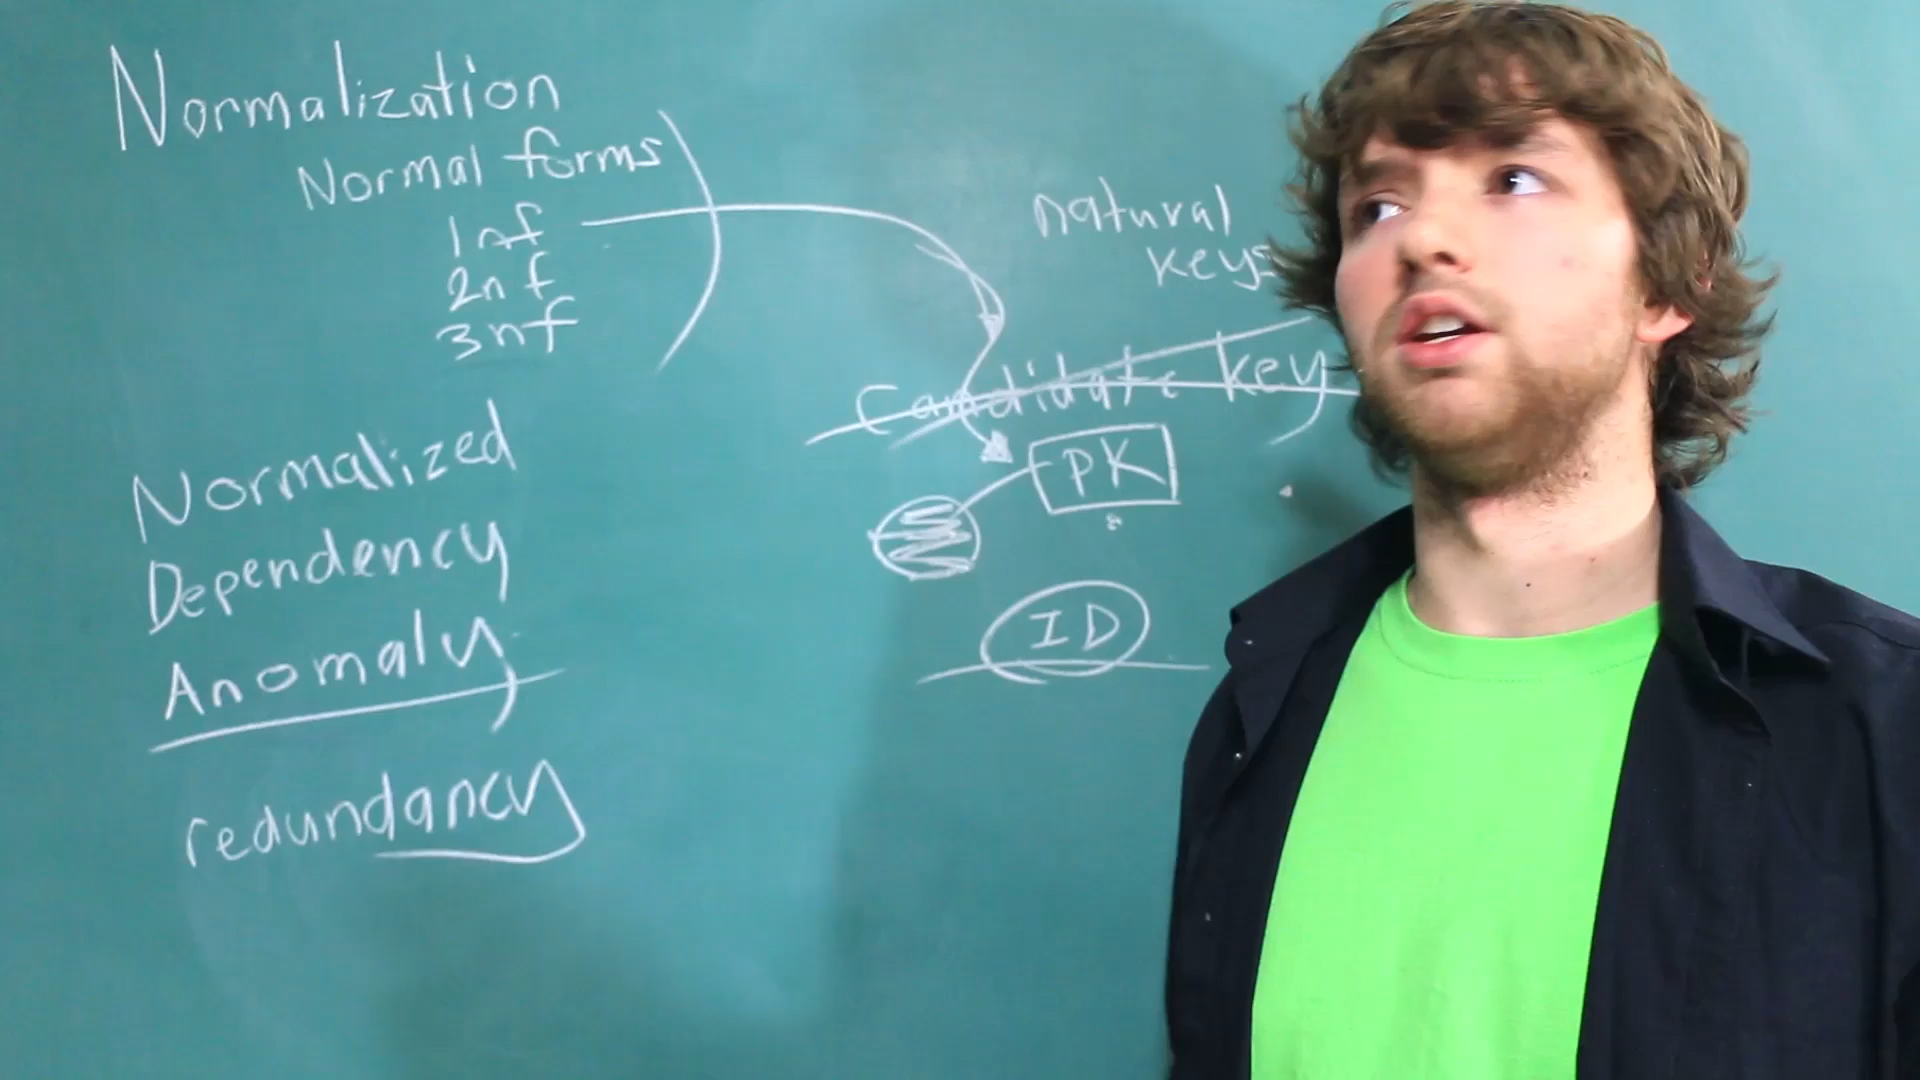 Normalization
Normal forms
1nf
2nf
3nf
Normalized
Dependency
Anomaly
redundancy
natural
keys
candidate key
PK
ID